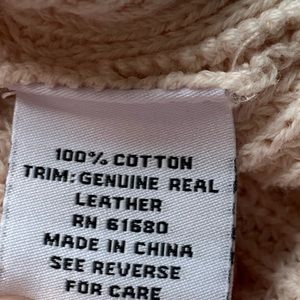 100% COTTON
TRIM: GENUINE REAL
LEATHER
RN 61680
MADE IN CHINA
SEE REVERSE
FOR CARE